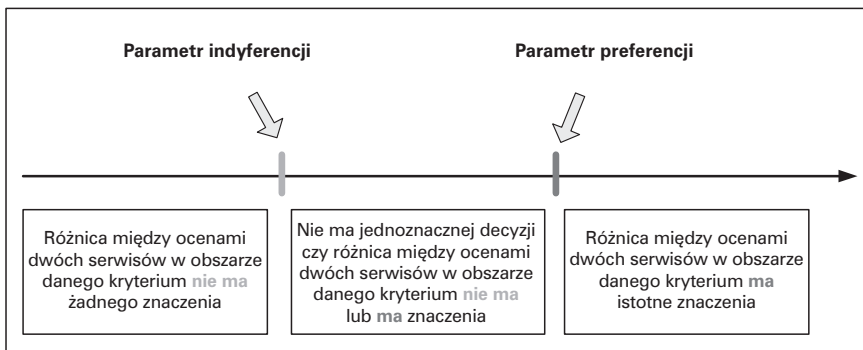 Parametr indyferencji
Parametr preferencji
Różnica między ocenami
dwóch serwisów w obszarze
danego kryterium nie ma
żadnego znaczenia
Nie ma jednoznacznej decyzji
czy różnica między ocenami
dwóch serwisów w obszarze
danego kryterium nie ma
lub ma znaczenia
Różnica między ocenami
dwóch serwisów w obszarze
danego kryterium ma
istotne znaczenia